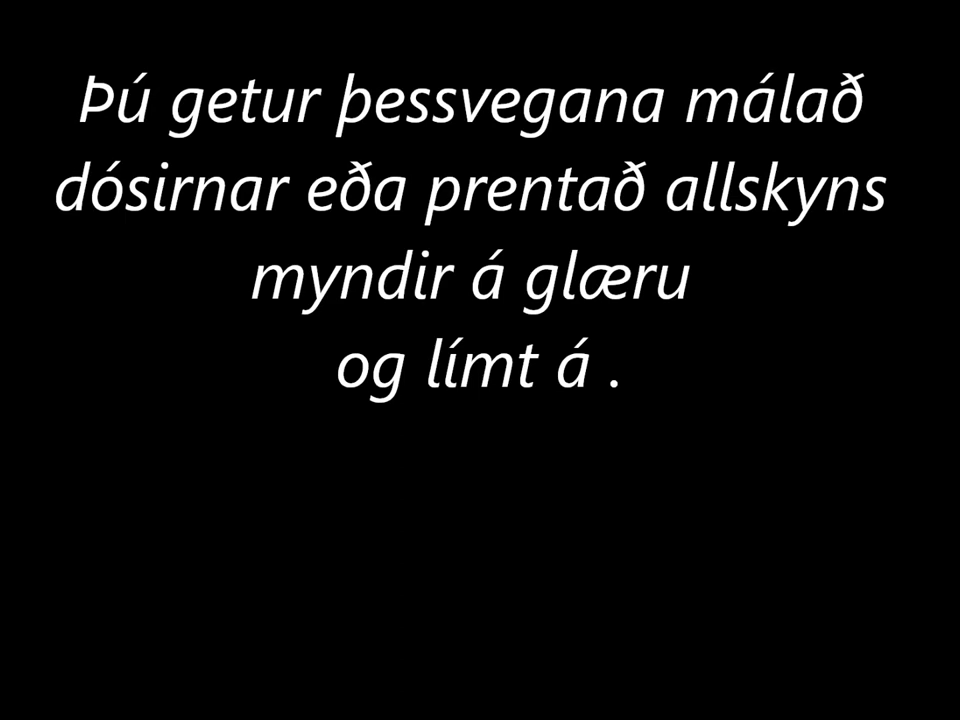 Þú getur þessvegana málað
dósirnar eða prentað allskyns
myndir á glæru
og límt á .